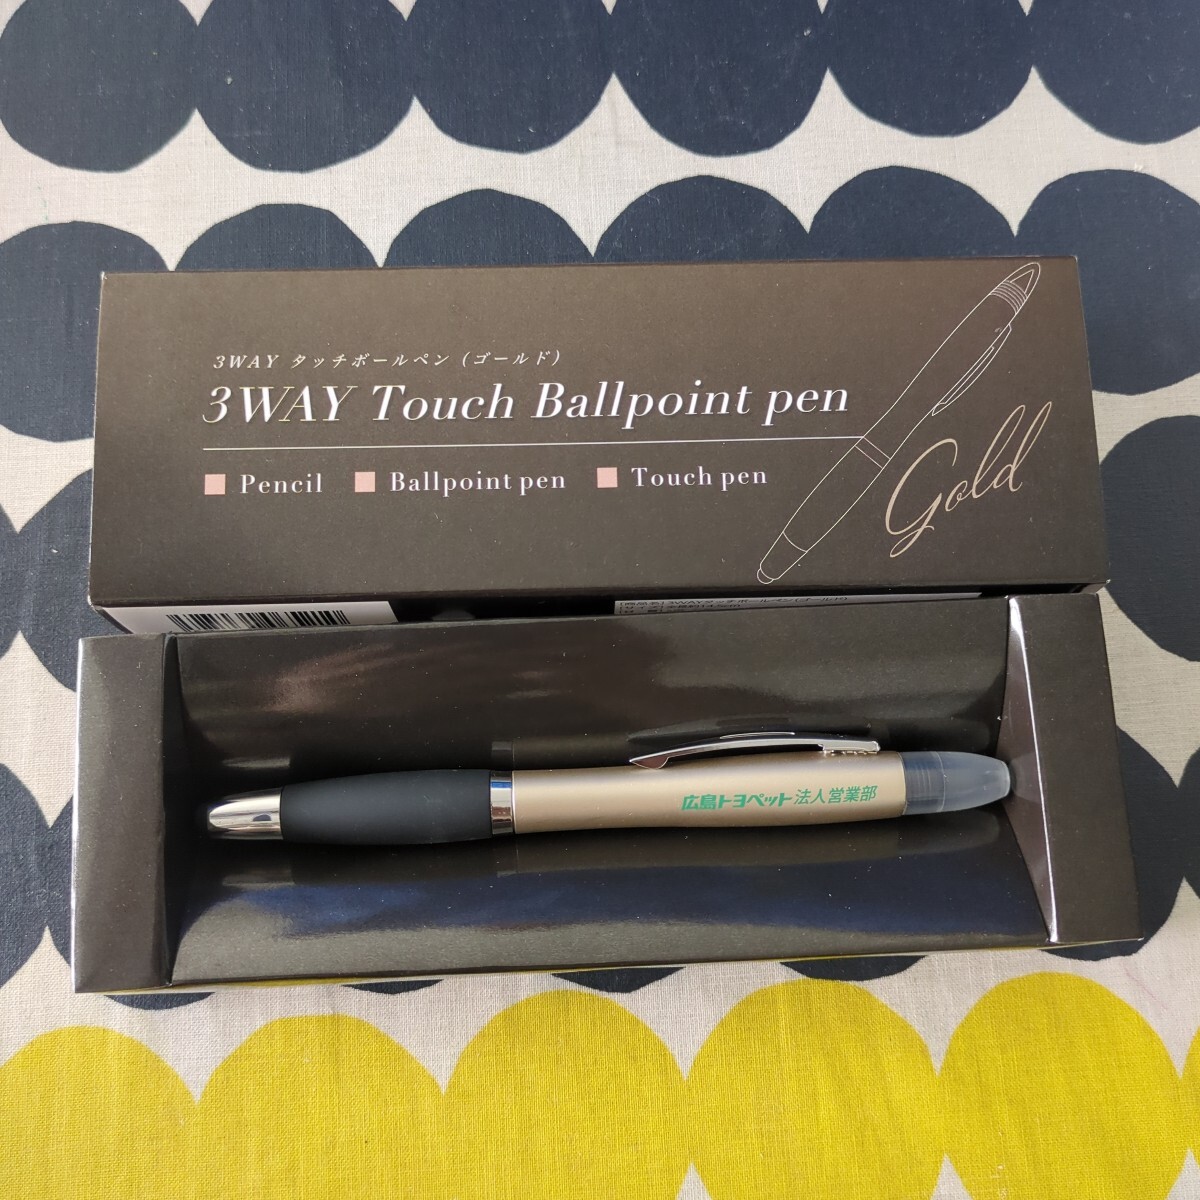 3WAY タッチボールペン (ゴールド)
3WAY Touch Ballpoint pen
Pencil Ballpoint pen Touch pen
Gold
広島トヨペット法人営業部